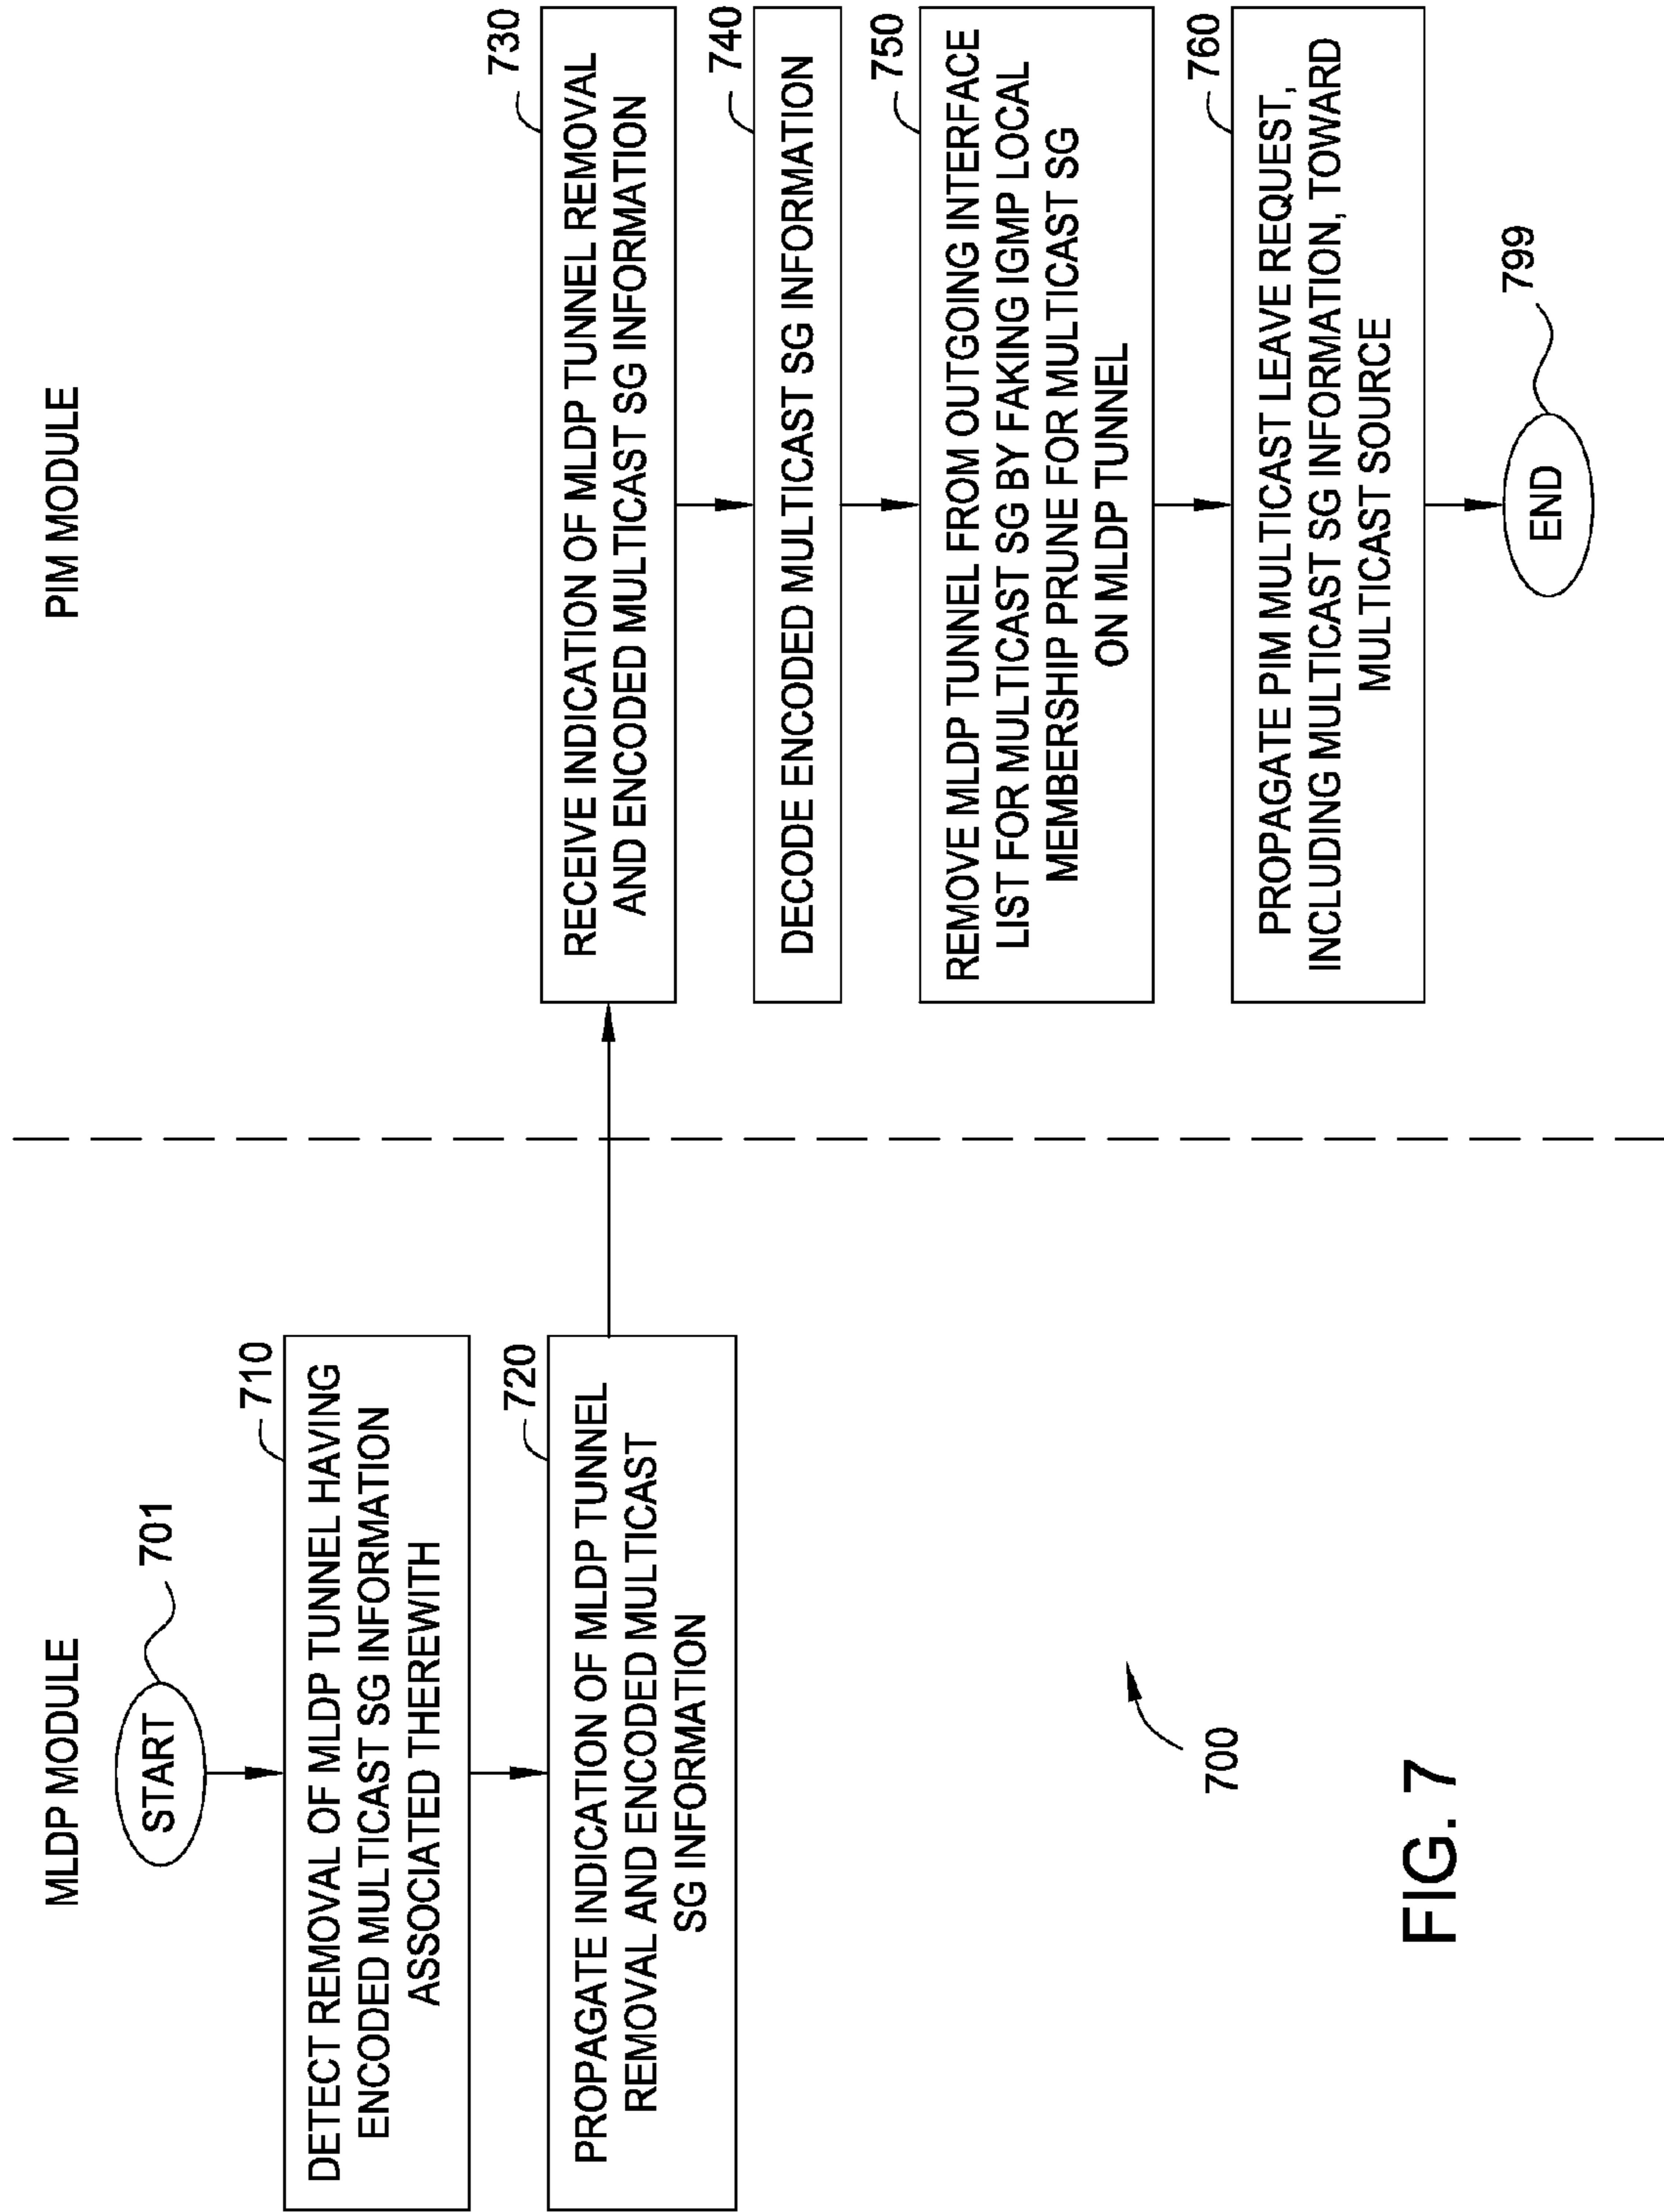 MLDP MODULE
START
701
710
DETECT REMOVAL OF MLDP TUNNEL HAVING
ENCODED MULTICAST SG INFORMATION
ASSOCIATED THEREWITH
720
PROPAGATE INDICATION OF MLDP TUNNEL
REMOVAL AND ENCODED MULTICAST
SG INFORMATION
PIM MODULE
730
RECEIVE INDICATION OF MLDP TUNNEL REMOVAL
AND ENCODED MULTICAST SG INFORMATION
740
DECODE ENCODED MULTICAST SG INFORMATION
750
REMOVE MLDP TUNNEL FROM OUTGOING INTERFACE
LIST FOR MULTICAST SG BY FAKING IGMP LOCAL
MEMBERSHIP PRUNE FOR MULTICAST SG
ON MLDP TUNNEL
760
PROPAGATE PIM MULTICAST LEAVE REQUEST,
INCLUDING MULTICAST SG INFORMATION, TOWARD
MULTICAST SOURCE
END
799
700
FIG. 7